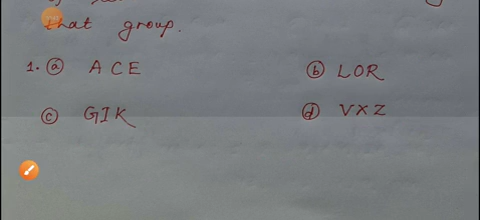 that group.
1. (a) ACE (b) LOR
(c) GIK (d) VXZ